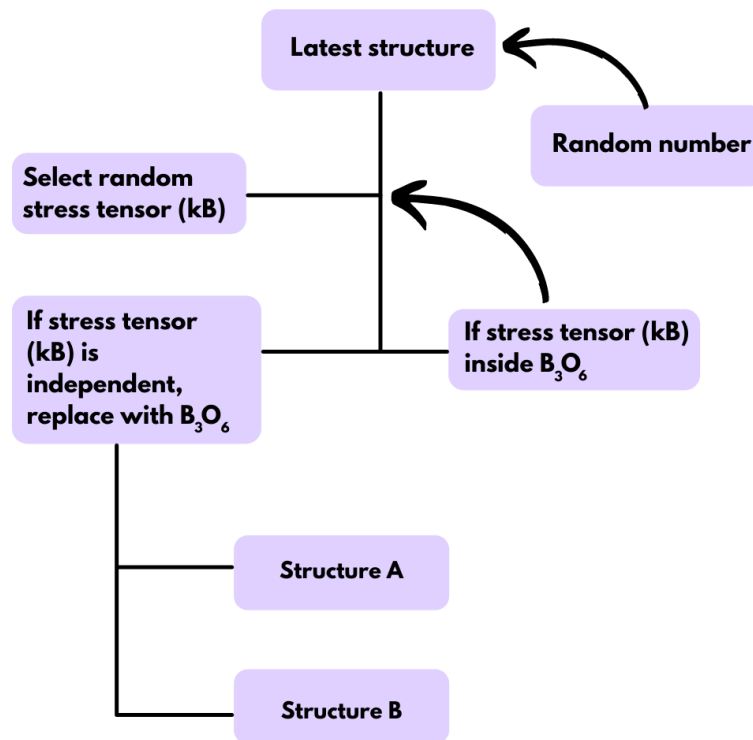 Latest structure
Random number
Select random
stress tensor (kB)
If stress tensor
(kB) is
independent,
replace with B₃O₆
If stress tensor (kB)
inside B₃O₆
Structure A
Structure B